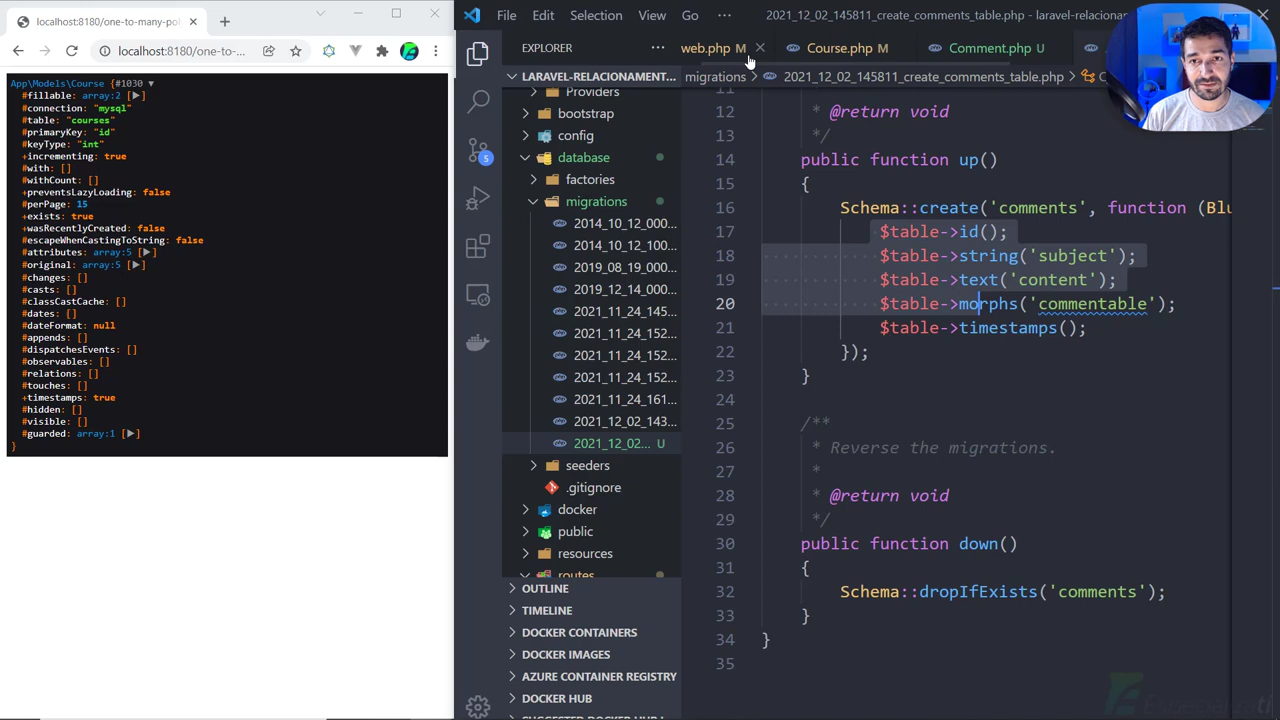 localhost:8180/one-to-many-po
localhost:8180/one-to-...
App\Models\Course {#1030 ▼
#fillable: array:2 [▶]
#connection: "mysql"
#table: "courses"
#primaryKey: "id"
#keyType: "int"
+incrementing: true
#with: []
#withCount: []
+preventsLazyLoading: false
#perPage: 15
+exists: true
+wasRecentlyCreated: false
#escapeWhenCastingToString: false
#attributes: array:5 [▶]
#original: array:5 [▶]
#changes: []
#casts: []
#classCastCache: []
#dates: []
#dateFormat: null
#appends: []
#dispatchesEvents: []
#observables: []
#relations: []
#touches: []
+timestamps: true
#hidden: []
#visible: []
#guarded: array:1 [▶]
}
File Edit Selection View Go ··· 2021_12_02_145811_create_comments_table.php - laravel-relacionar
EXPLORER ···
LARAVEL-RELACIONAMENT...
Providers
bootstrap
config
database
factories
migrations
2014_10_12_000...
2014_10_12_100...
2019_08_19_000...
2019_12_14_000...
2021_11_24_145...
2021_11_24_152...
2021_11_24_152...
2021_11_24_152...
2021_11_24_161...
2021_12_02_143...
2021_12_02... U
seeders
.gitignore
docker
public
resources
routes
OUTLINE
TIMELINE
DOCKER CONTAINERS
DOCKER IMAGES
AZURE CONTAINER REGISTRY
DOCKER HUB
5
web.php M Course.php M Comment.php U
migrations > 2021_12_02_145811_create_comments_table.php >
11
12 * @return void
13 */
14 public function up()
15 {
16 Schema::create('comments', function (Blu
17 $table->id();
18 $table->string('subject');
19 $table->text('content');
20 $table->morphs('commentable');
21 $table->timestamps();
22 });
23 }
24
25 /**
26 * Reverse the migrations.
27 *
28 * @return void
29 */
30 public function down()
31 {
32 Schema::dropIfExists('comments');
33 }
34 }
35